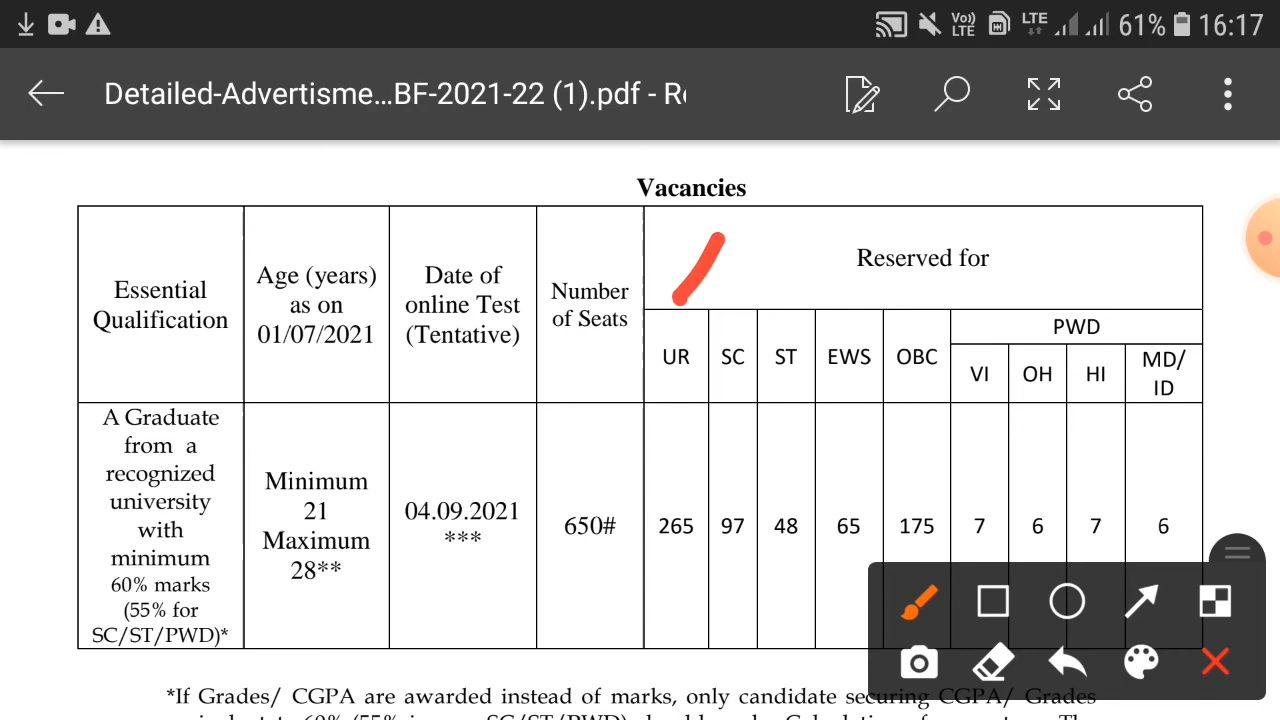 Vo))
LTE
LTE
61%
16:17
Detailed-Advertisme...BF-2021-22 (1).pdf - R
Vacancies
Essential
Qualification
Age (years)
as on
01/07/2021
Date of
online Test
(Tentative)
Number
of Seats
Reserved for
UR
SC
ST
EWS
OBC
PWD
VI
OH
HI
MD/
ID
A Graduate
from a
recognized
university
with
minimum
60% marks
(55% for
SC/ST/PWD)*
Minimum
21
Maximum
28**
04.09.2021
***
650#
265
97
48
65
175
7
6
7
6
*If Grades/ CGPA are awarded instead of marks, only candidate securing CGPA/ Grades